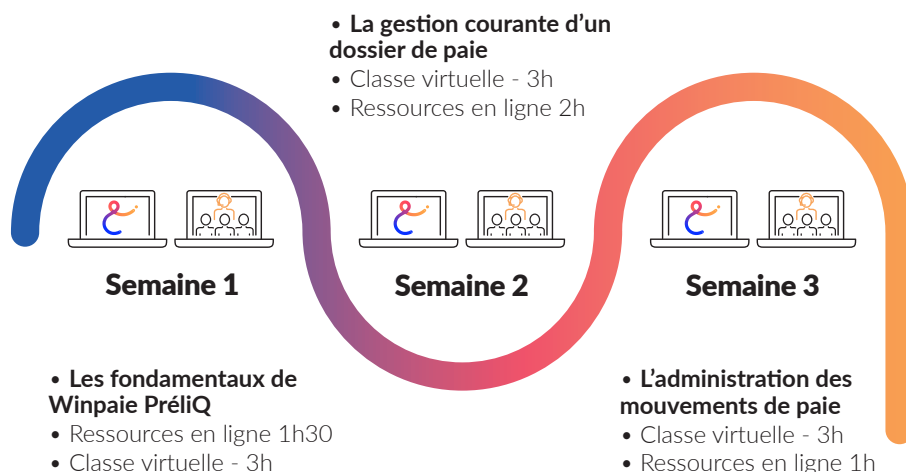 • La gestion courante d'un
dossier de paie
• Classe virtuelle - 3h
• Ressources en ligne 2h
Semaine 1
Semaine 2
Semaine 3
• Les fondamentaux de
Winpaie PréliQ
• Ressources en ligne 1h30
• Classe virtuelle - 3h
• L'administration des
mouvements de paie
• Classe virtuelle - 3h
• Ressources en ligne 1h